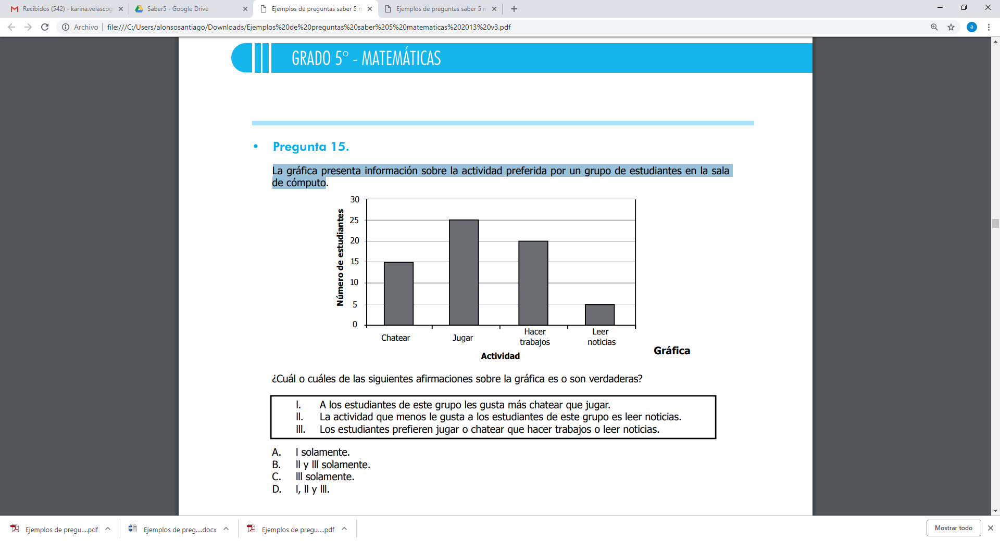 Recibidos (542) - karina.velascog
Saber5 - Google Drive
Ejemplos de preguntas saber 5 m
Ejemplos de preguntas saber 5 m
Archivo
file:///C:/Users/alonsosantiago/Downloads/Ejemplos%20de%20preguntas%20saber%205%20matematicas%202013%20v3.pdf
a
GRADO 5° - MATEMÁTICAS
• Pregunta 15.
La gráfica presenta información sobre la actividad preferida por un grupo de estudiantes en la sala
de cómputo.
Número de estudiantes
30
25
20
15
10
5
0
Chatear
Jugar
Hacer
trabajos
Leer
noticias
Actividad
Gráfica
¿Cuál o cuáles de las siguientes afirmaciones sobre la gráfica es o son verdaderas?
I. A los estudiantes de este grupo les gusta más chatear que jugar.
II. La actividad que menos le gusta a los estudiantes de este grupo es leer noticias.
III. Los estudiantes prefieren jugar o chatear que hacer trabajos o leer noticias.
A. I solamente.
B. II y III solamente.
C. III solamente.
D. I, II y III.
Ejemplos de pregu....pdf
Ejemplos de preg....docx
Ejemplos de pregu....pdf
Mostrar todo